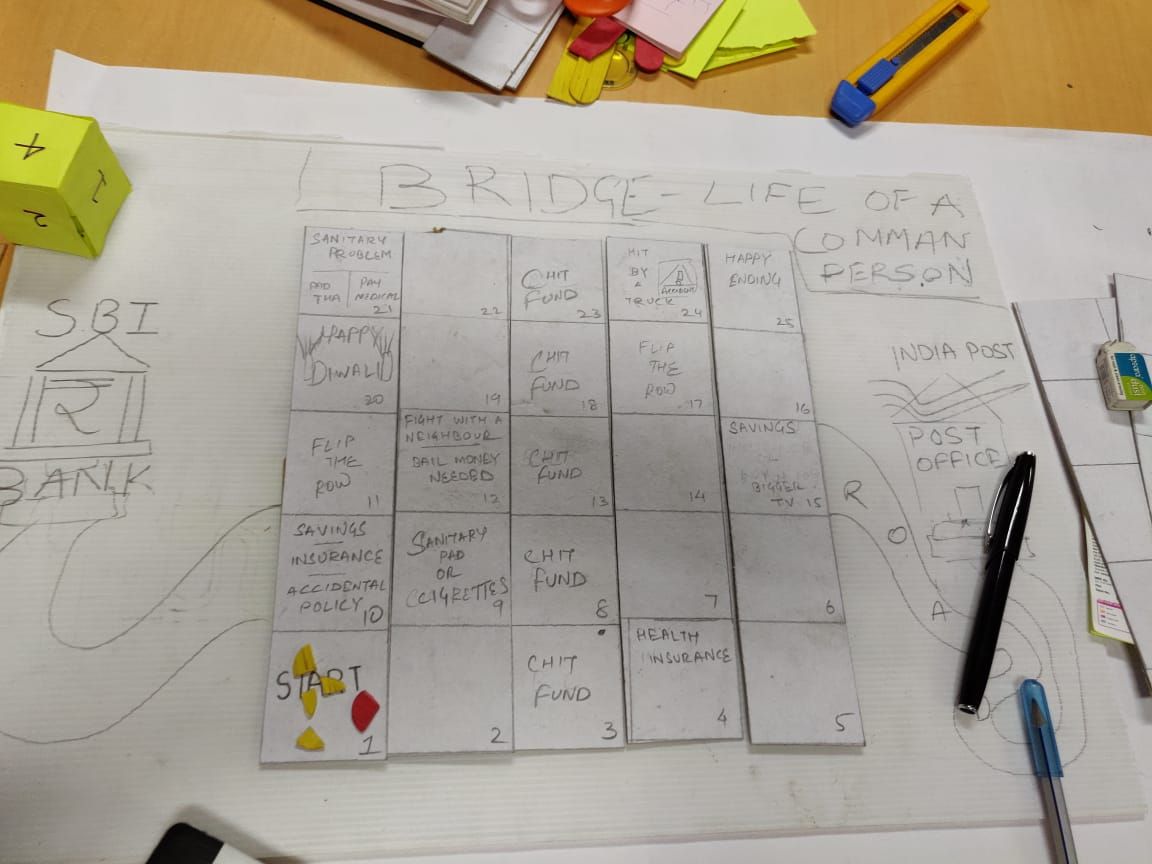 BRIDGE - LIFE OF A
COMMAN
PERSON
4
1
2
SBI
₹
BANK
SANITARY
PROBLEM
PAD
THA
PAY
MEDICAL
21
22
CHIT
FUND
23
HIT
BY
A
TRUCK
ACCIDENT
24
HAPPY
ENDING
25
HAPPY
DIWALI
20
19
CHIT
FUND
18
FLIP
THE
ROW
17
16
FLIP
THE
ROW
11
FIGHT WITH A
NEIGHBOUR
BAIL MONEY
NEEDED
12
CHIT
FUND
13
14
SAVINGS
BIGGER
TV 15
SAVINGS
INSURANCE
ACCIDENTAL
POLICY 10
SANITARY
PAD
OR
CCIGRETTES
9
CHIT
FUND
8
7
6
START
1
2
CHIT
FUND
3
HEALTH
INSURANCE
4
5
INDIA POST
POST
OFFICE
R
O
A